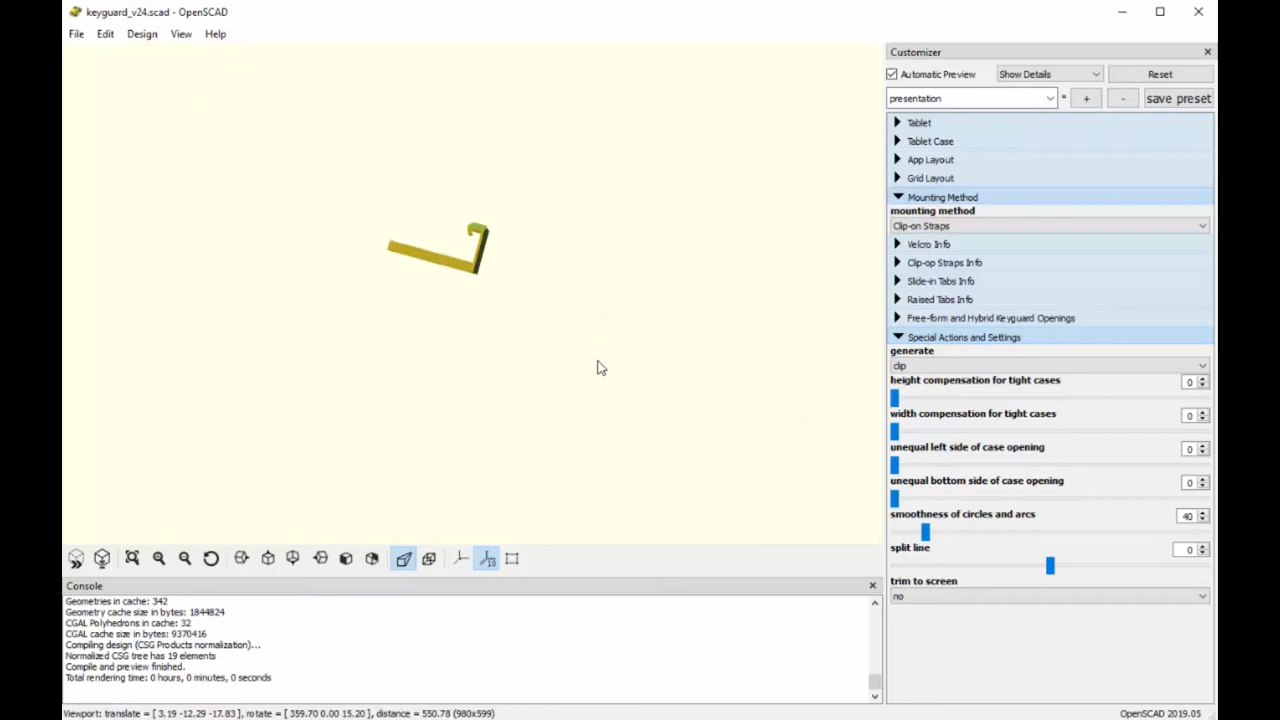 keyguard_v24.scad - OpenSCAD
File Edit Design View Help
Customizer
Automatic Preview Show Details Reset
presentation * + - save preset
Tablet
Tablet Case
App Layout
Grid Layout
Mounting Method
mounting method
Clip-on Straps
Velcro Info
Clip-op Straps Info
Slide-in Tabs Info
Raised Tabs Info
Free-form and Hybrid Keyguard Openings
Special Actions and Settings
generate
clip
height compensation for tight cases 0
width compensation for tight cases 0
unequal left side of case opening 0
unequal bottom side of case opening 0
smoothness of circles and arcs 40
split line 0
trim to screen
no
Console
Geometries in cache: 342
Geometry cache size in bytes: 1844824
CGAL Polyhedrons in cache: 32
CGAL cache size in bytes: 9370416
Compiling design (CSG Products normalization)...
Normalized CSG tree has 19 elements
Compile and preview finished.
Total rendering time: 0 hours, 0 minutes, 0 seconds
Viewport: translate = [ 3.19 -12.29 -17.83 ], rotate = [ 359.70 0.00 15.20 ], distance = 550.78 (980x599)
OpenSCAD 2019.05